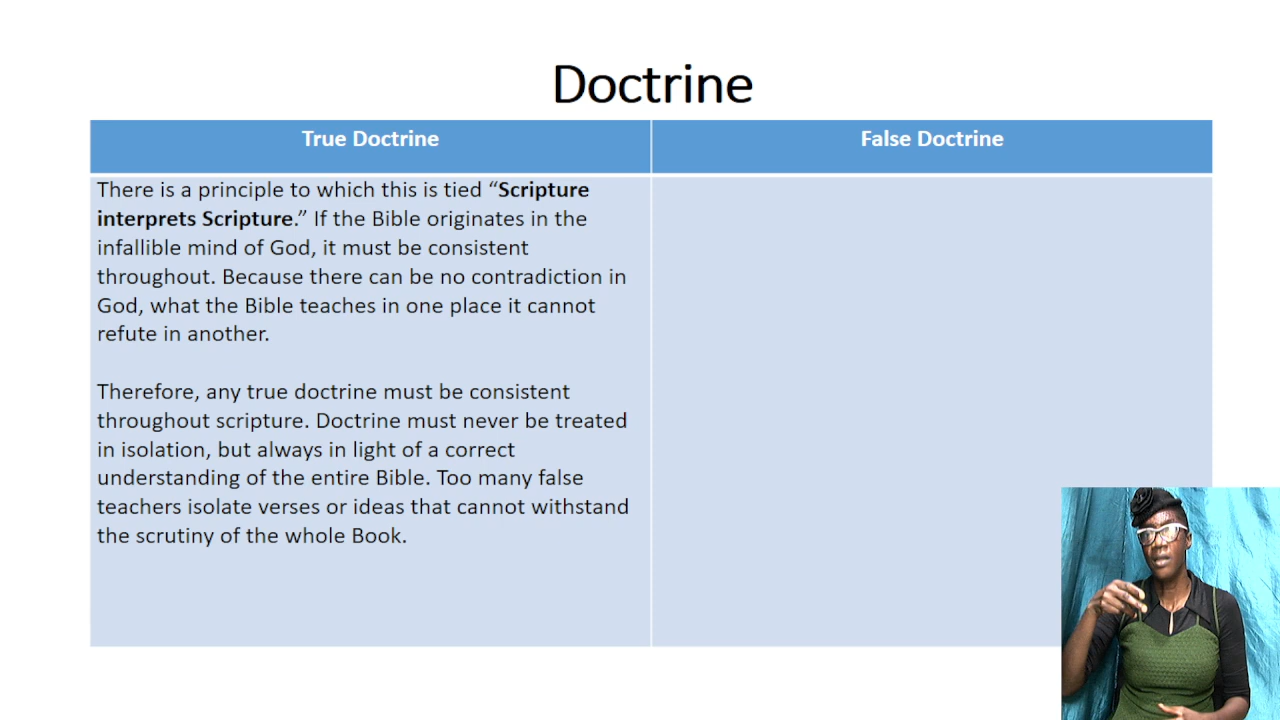 Doctrine
True Doctrine
False Doctrine
There is a principle to which this is tied “Scripture
interprets Scripture.” If the Bible originates in the
infallible mind of God, it must be consistent
throughout. Because there can be no contradiction in
God, what the Bible teaches in one place it cannot
refute in another.
Therefore, any true doctrine must be consistent
throughout scripture. Doctrine must never be treated
in isolation, but always in light of a correct
understanding of the entire Bible. Too many false
teachers isolate verses or ideas that cannot withstand
the scrutiny of the whole Book.